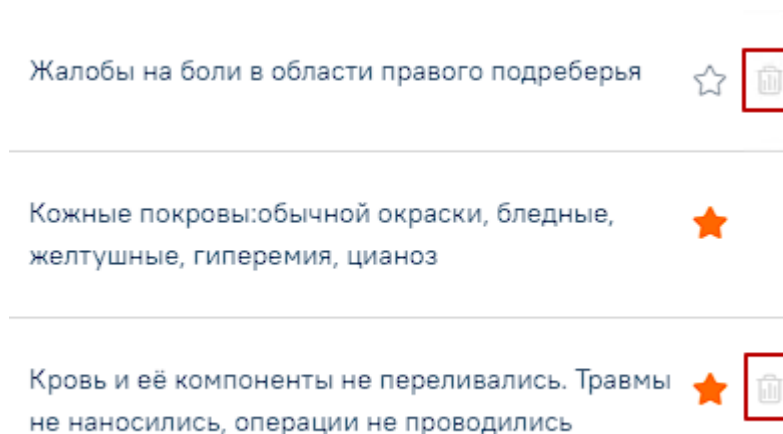 Жалобы на боли в области правого подреберья
Кожные покровы:обычной окраски, бледные,
желтушные, гиперемия, цианоз
Кровь и её компоненты не переливались. Травмы
не наносились, операции не проводились